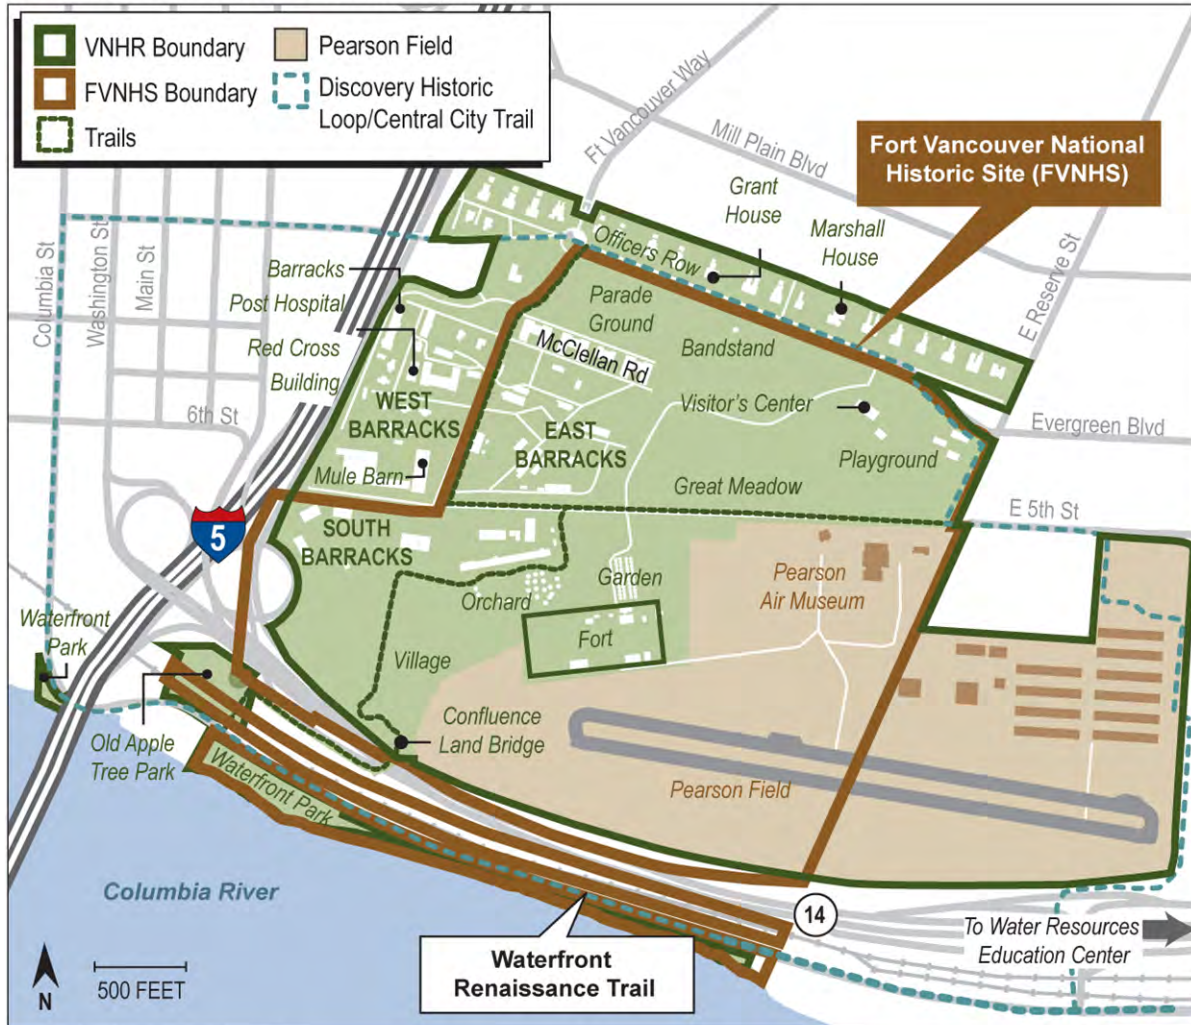 VNHR Boundary
FVNHS Boundary
Trails
Pearson Field
Discovery Historic
Loop/Central City Trail
Ft Vancouver Way
Mill Plain Blvd
Fort Vancouver National
Historic Site (FVNHS)
Grant
House
Marshall
House
Officers Row
E Reserve St
Columbia St
Washington St
Main St
Barracks
Post Hospital
Red Cross
Building
Parade
Ground
McClellan Rd
Bandstand
Visitor's Center
6th St
WEST
BARRACKS
EAST
BARRACKS
Evergreen Blvd
Playground
Mule Barn
Great Meadow
E 5th St
5
SOUTH
BARRACKS
Orchard
Garden
Pearson
Air Museum
Waterfront
Park
Village
Fort
Old Apple
Tree Park
Confluence
Land Bridge
Waterfront Park
Pearson Field
Columbia River
14
To Water Resources
Education Center
Waterfront
Renaissance Trail
N
500 FEET